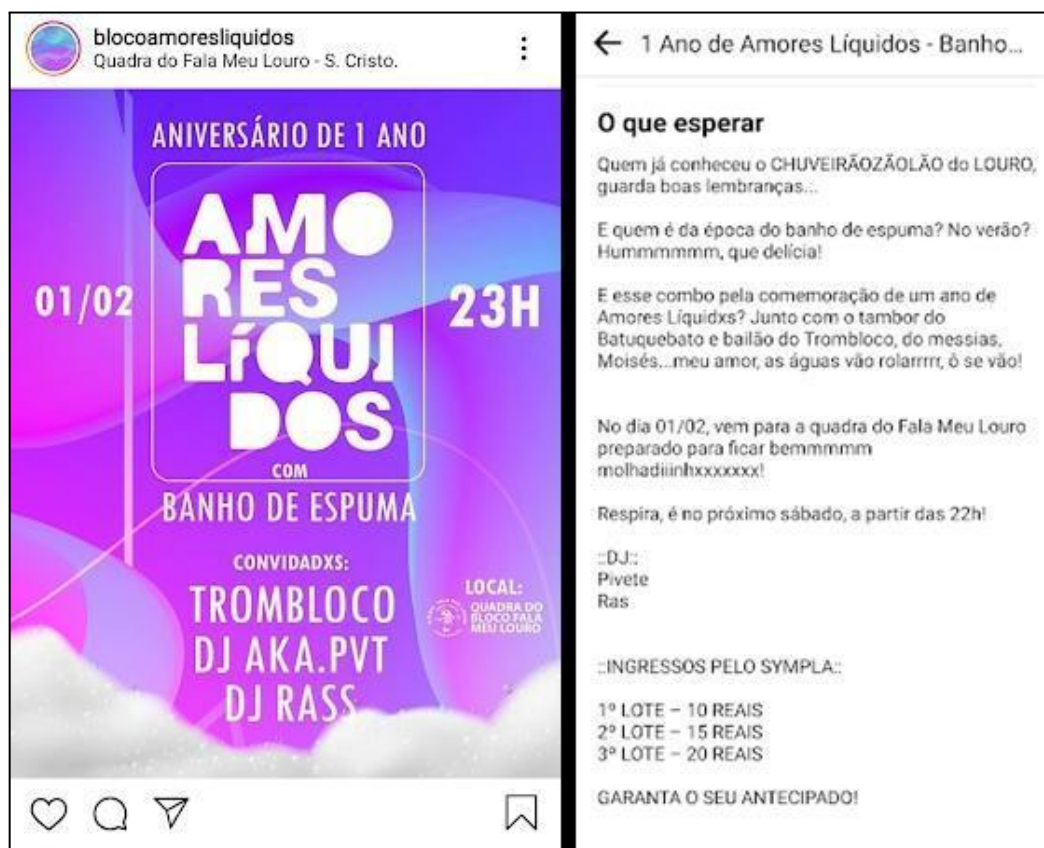 blocoamoresliquidos
Quadra do Fala Meu Louro - S. Cristo.
ANIVERSÁRIO DE 1 ANO
AMO
RES
LÍQUI
DOS
01/02
23H
COM
BANHO DE ESPUMA
CONVIDADXS:
TROMBLOCO
DJ AKA.PVT
DJ RASS
LOCAL:
QUADRA DO
BLOCO FALA
MEU LOURO
1 Ano de Amores Líquidos - Banho...
O que esperar
Quem já conheceu o CHUVEIRÃOZÃOLÃO do LOURO,
guarda boas lembranças...
E quem é da época do banho de espuma? No verão?
Hummmmmm, que delícia!
E esse combo pela comemoração de um ano de
Amores Líquidxs? Junto com o tambor do
Batuquebato e bailão do Trombloco, do messias,
Moisés...meu amor, as águas vão rolarrrrr, ô se vão!
No dia 01/02, vem para a quadra do Fala Meu Louro
preparado para ficar bemmmmm
molhadiiinhxxxxxxx!
Respira, é no próximo sábado, a partir das 22h!
::DJ::
Pivete
Ras
::INGRESSOS PELO SYMPLA::
1º LOTE – 10 REAIS
2º LOTE – 15 REAIS
3º LOTE – 20 REAIS
GARANTA O SEU ANTECIPADO!